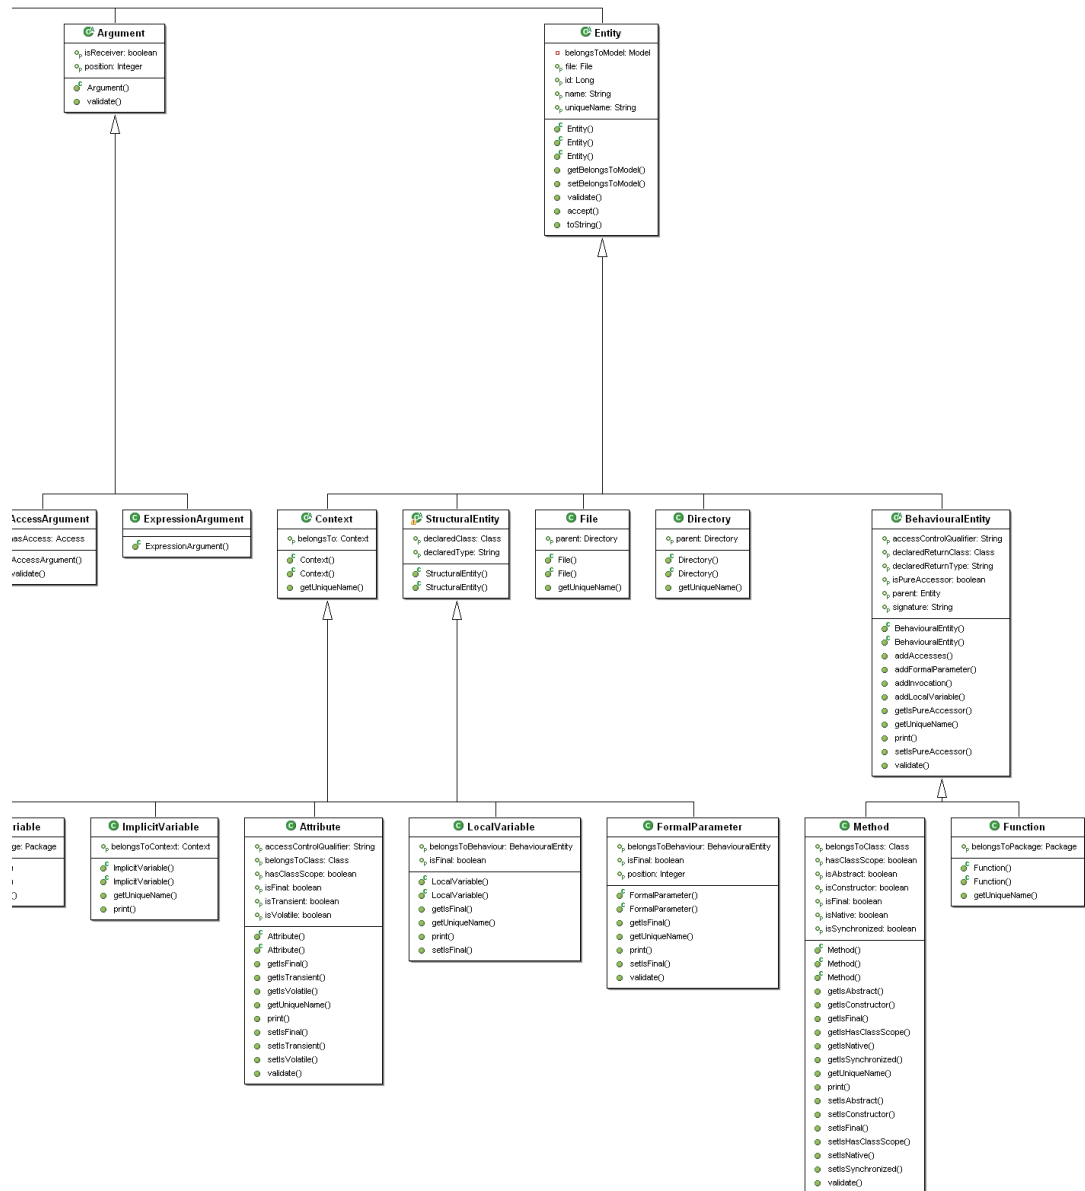 Argument
isReceiver: boolean
position: Integer
Argument()
validate()
Entity
belongsToModel: Model
file: File
id: Long
name: String
uniqueName: String
Entity()
Entity()
Entity()
getBelongsToModel()
setBelongsToModel()
validate()
accept()
toString()
AccessArgument
hasAccess: Access
AccessArgument()
validate()
ExpressionArgument
ExpressionArgument()
Context
belongsTo: Context
Context()
Context()
getUniqueName()
StructuralEntity
declaredClass: Class
declaredType: String
StructuralEntity()
StructuralEntity()
File
parent: Directory
File()
File()
getUniqueName()
Directory
parent: Directory
Directory()
Directory()
getUniqueName()
BehaviouralEntity
accessControlQualifier: String
declaredReturnClass: Class
declaredReturnType: String
isPureAccessor: boolean
parent: Entity
signature: String
BehaviouralEntity()
BehaviouralEntity()
addAccesses()
addFormalParameter()
addInvocation()
addLocalVariable()
getIsPureAccessor()
getUniqueName()
print()
setIsPureAccessor()
validate()
riable
ge: Package
)
ImplicitVariable
belongsToContext: Context
ImplicitVariable()
ImplicitVariable()
getUniqueName()
print()
Attribute
accessControlQualifier: String
belongsToClass: Class
hasClassScope: boolean
isFinal: boolean
isTransient: boolean
isVolatile: boolean
Attribute()
Attribute()
getIsFinal()
getIsTransient()
getIsVolatile()
getUniqueName()
print()
setIsFinal()
setIsTransient()
setIsVolatile()
validate()
LocalVariable
belongsToBehaviour: BehaviouralEntity
isFinal: boolean
LocalVariable()
LocalVariable()
getIsFinal()
getUniqueName()
print()
setIsFinal()
FormalParameter
belongsToBehaviour: BehaviouralEntity
isFinal: boolean
position: Integer
FormalParameter()
FormalParameter()
getIsFinal()
getUniqueName()
print()
setIsFinal()
validate()
Method
belongsToClass: Class
hasClassScope: boolean
isAbstract: boolean
isConstructor: boolean
isFinal: boolean
isNative: boolean
isSynchronized: boolean
Method()
Method()
Method()
getIsAbstract()
getIsConstructor()
getIsFinal()
getIsHasClassScope()
getIsNative()
getIsSynchronized()
getUniqueName()
print()
setIsAbstract()
setIsConstructor()
setIsFinal()
setIsHasClassScope()
setIsNative()
setIsSynchronized()
validate()
Function
belongsToPackage: Package
Function()
Function()
getUniqueName()